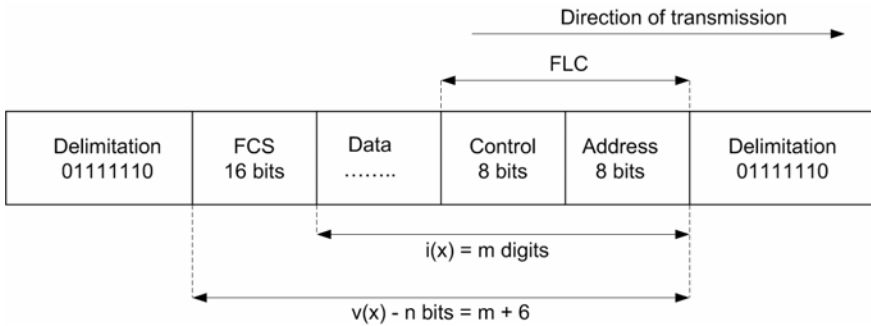 Direction of transmission
FLC
Delimitation
01111110
FCS
16 bits
Data
……..
Control
8 bits
Address
8 bits
Delimitation
01111110
i(x) = m digits
v(x) - n bits = m + 6